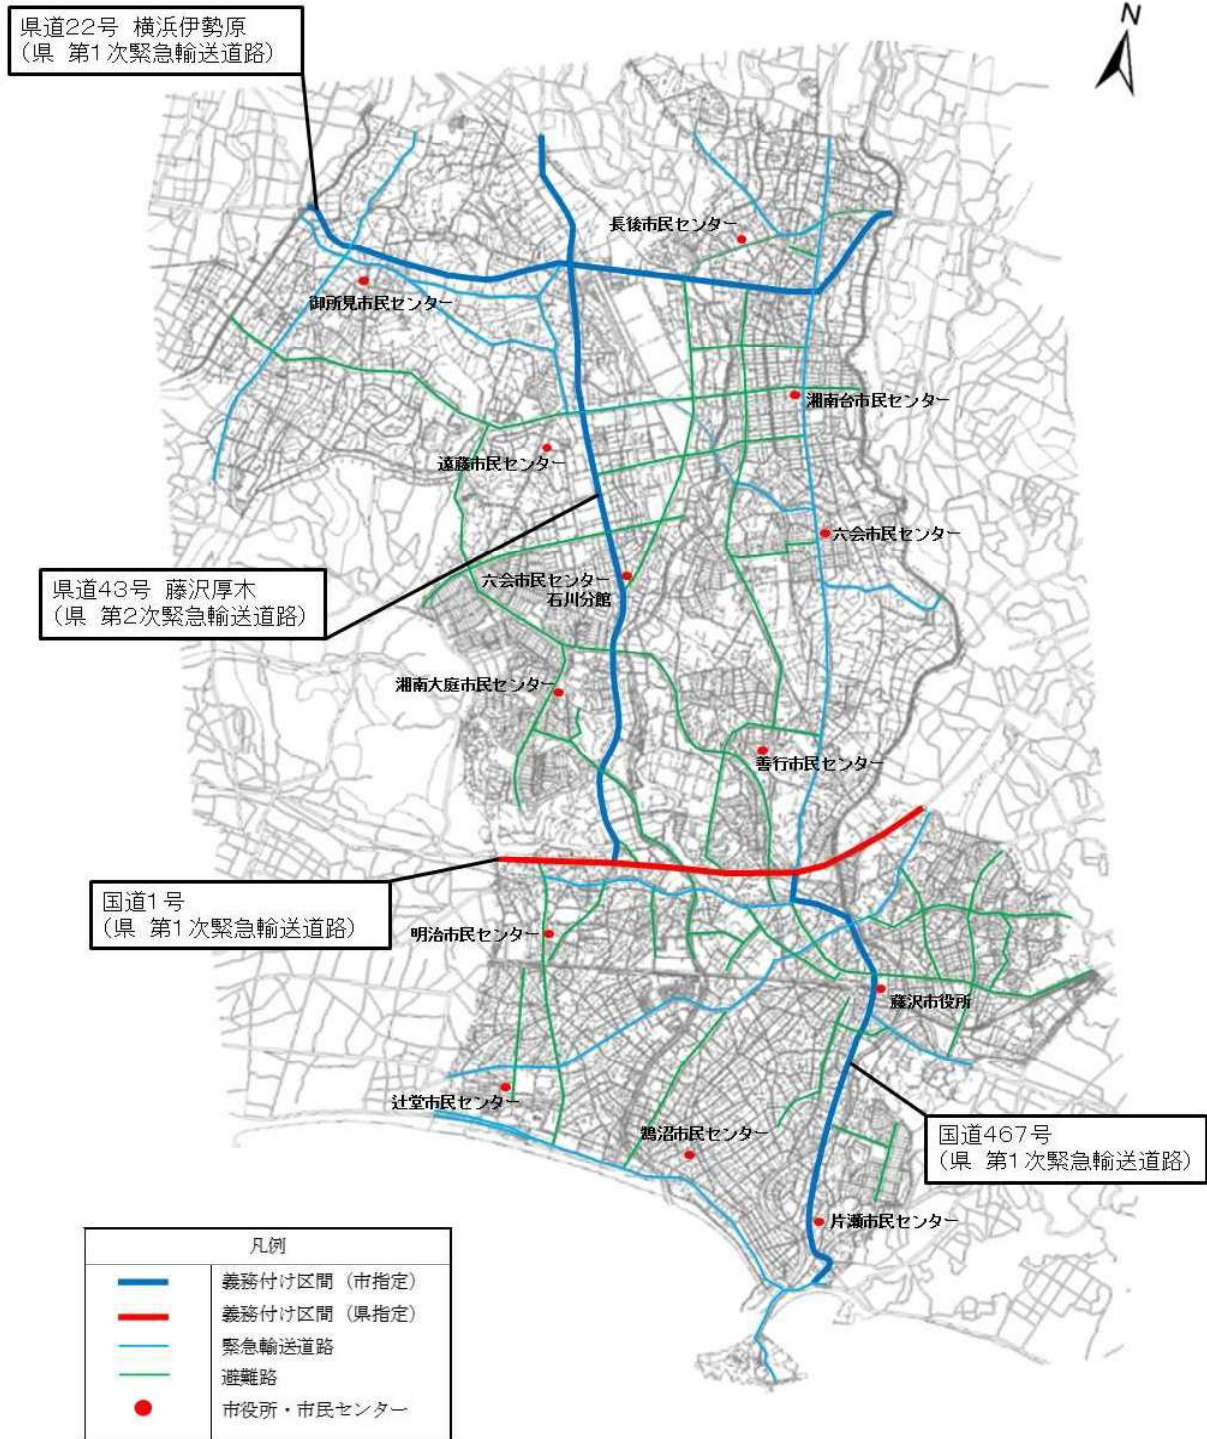 県道22号 横浜伊勢原
(県 第1次緊急輸送道路)
N
長後市民センター
御所見市民センター
湘南台市民センター
遠藤市民センター
六会市民センター
県道43号 藤沢厚木
(県 第2次緊急輸送道路)
六会市民センター
石川分館
湘南大庭市民センター
善行市民センター
国道1号
(県 第1次緊急輸送道路)
明治市民センター
藤沢市役所
辻堂市民センター
鵠沼市民センター
国道467号
(県 第1次緊急輸送道路)
片瀬市民センター
凡例
義務付け区間 (市指定)
義務付け区間 (県指定)
緊急輸送道路
避難路
市役所・市民センター